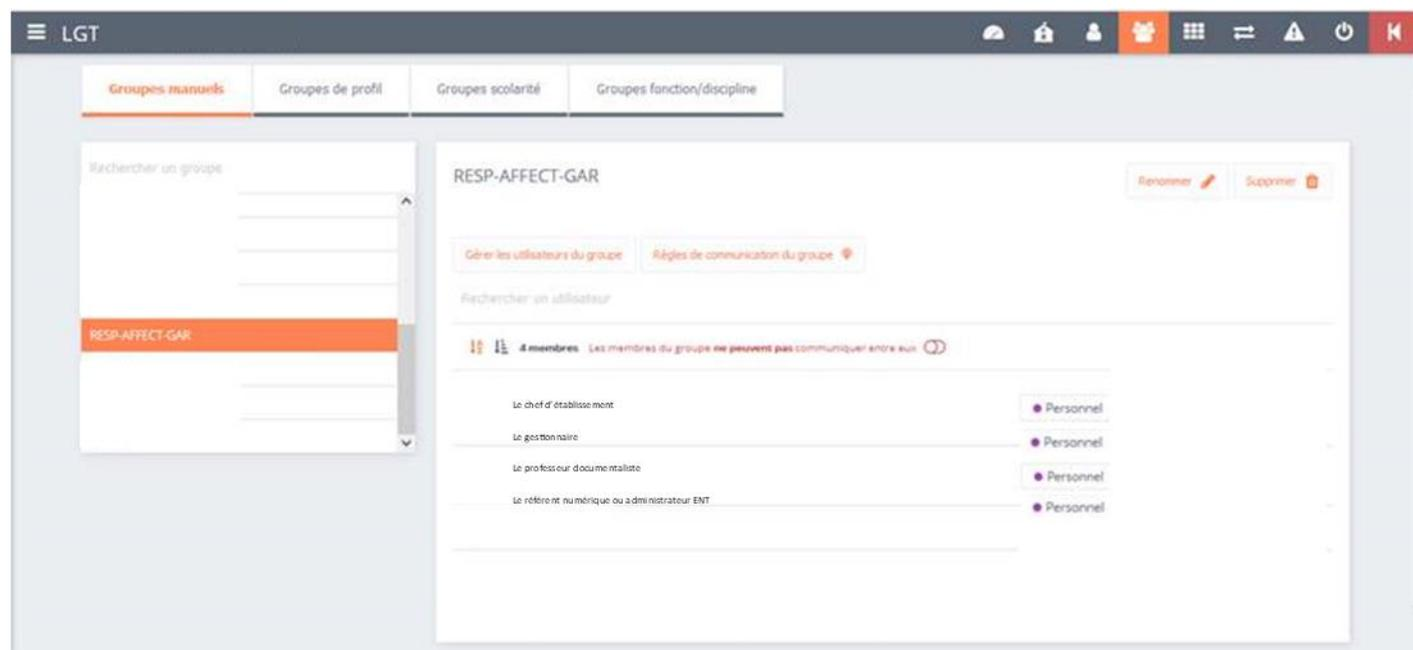 LGT
Groupes manuels
Groupes de profil
Groupes scolarité
Groupes fonction/discipline
Rechercher un groupe
RESP-AFFECT-GAR
RESP-AFFECT-GAR
Renommer
Supprimer
Gérer les utilisateurs du groupe
Règles de communication du groupe
Rechercher un utilisateur
4 membres Les membres du groupe ne peuvent pas communiquer entre eux
Le chef d'établissement
Personnel
Le gestionnaire
Personnel
Le professeur documentaliste
Personnel
Le référent numérique ou administrateur ENT
Personnel